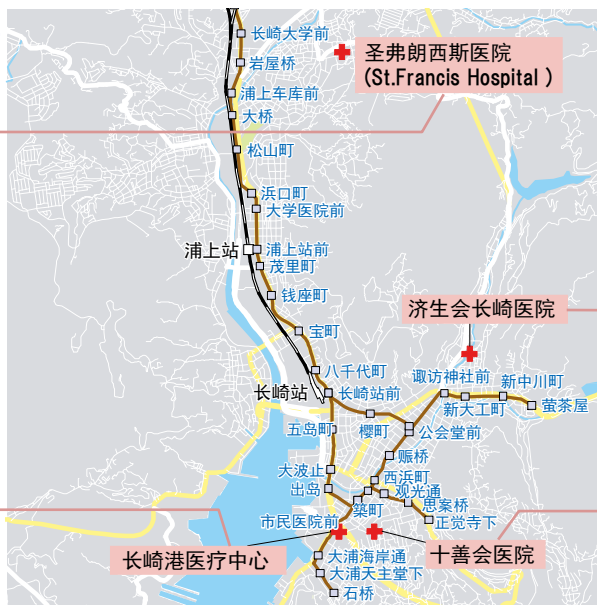 长崎大学前
圣弗朗西斯医院
(St.Francis Hospital )
岩屋桥
浦上车库前
大桥
松山町
浜口町
大学医院前
浦上站
浦上站前
茂里町
钱座町
济生会长崎医院
宝町
八千代町
诹访神社前
新中川町
长崎站
长崎站前
萤茶屋
新大工町
五岛町
樱町
公会堂前
赈桥
大波止
西浜町
出岛
观光通
思案桥
築町
市民医院前
正觉寺下
长崎港医疗中心
十善会医院
大浦海岸通
大浦天主堂下
石桥